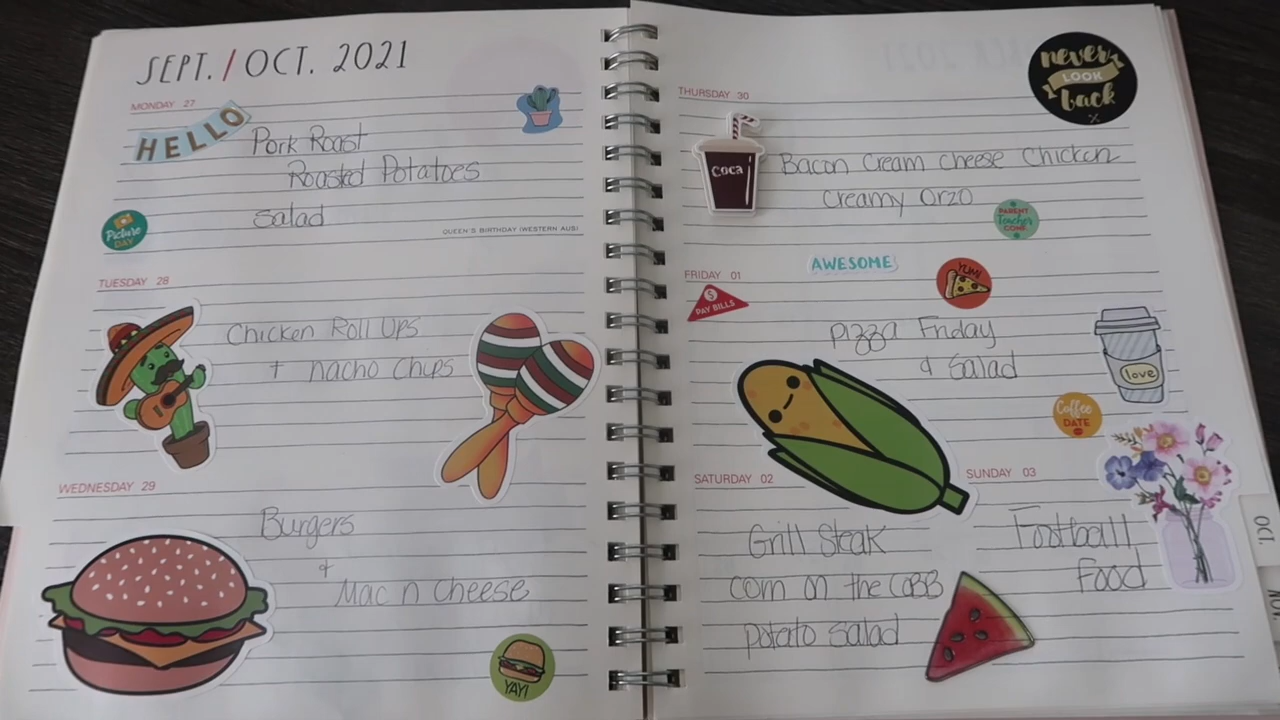 SEPT. / OCT. 2021
MONDAY 27
HELLO
Pork Roast
Roasted Potatoes
Salad
Picture DAY
QUEEN'S BIRTHDAY (WESTERN AUS)
TUESDAY 28
Chicken Roll Ups
+ nacho Chips
WEDNESDAY 29
Burgers
&
Mac n Cheese
YAY!
never
LOOK
back
THURSDAY 30
Coca
Bacon Cream Cheese Chicken
Creamy Orzo
PARENT
Teacher
CONF.
AWESOME
FRIDAY 01
YUM!
$
PAY BILLS
Pizza Friday
& Salad
love
Coffee
DATE
SATURDAY 02
Grill Steak
corn on the COBB
potato salad
SUNDAY 03
Football
Food
OCT.
NOV.